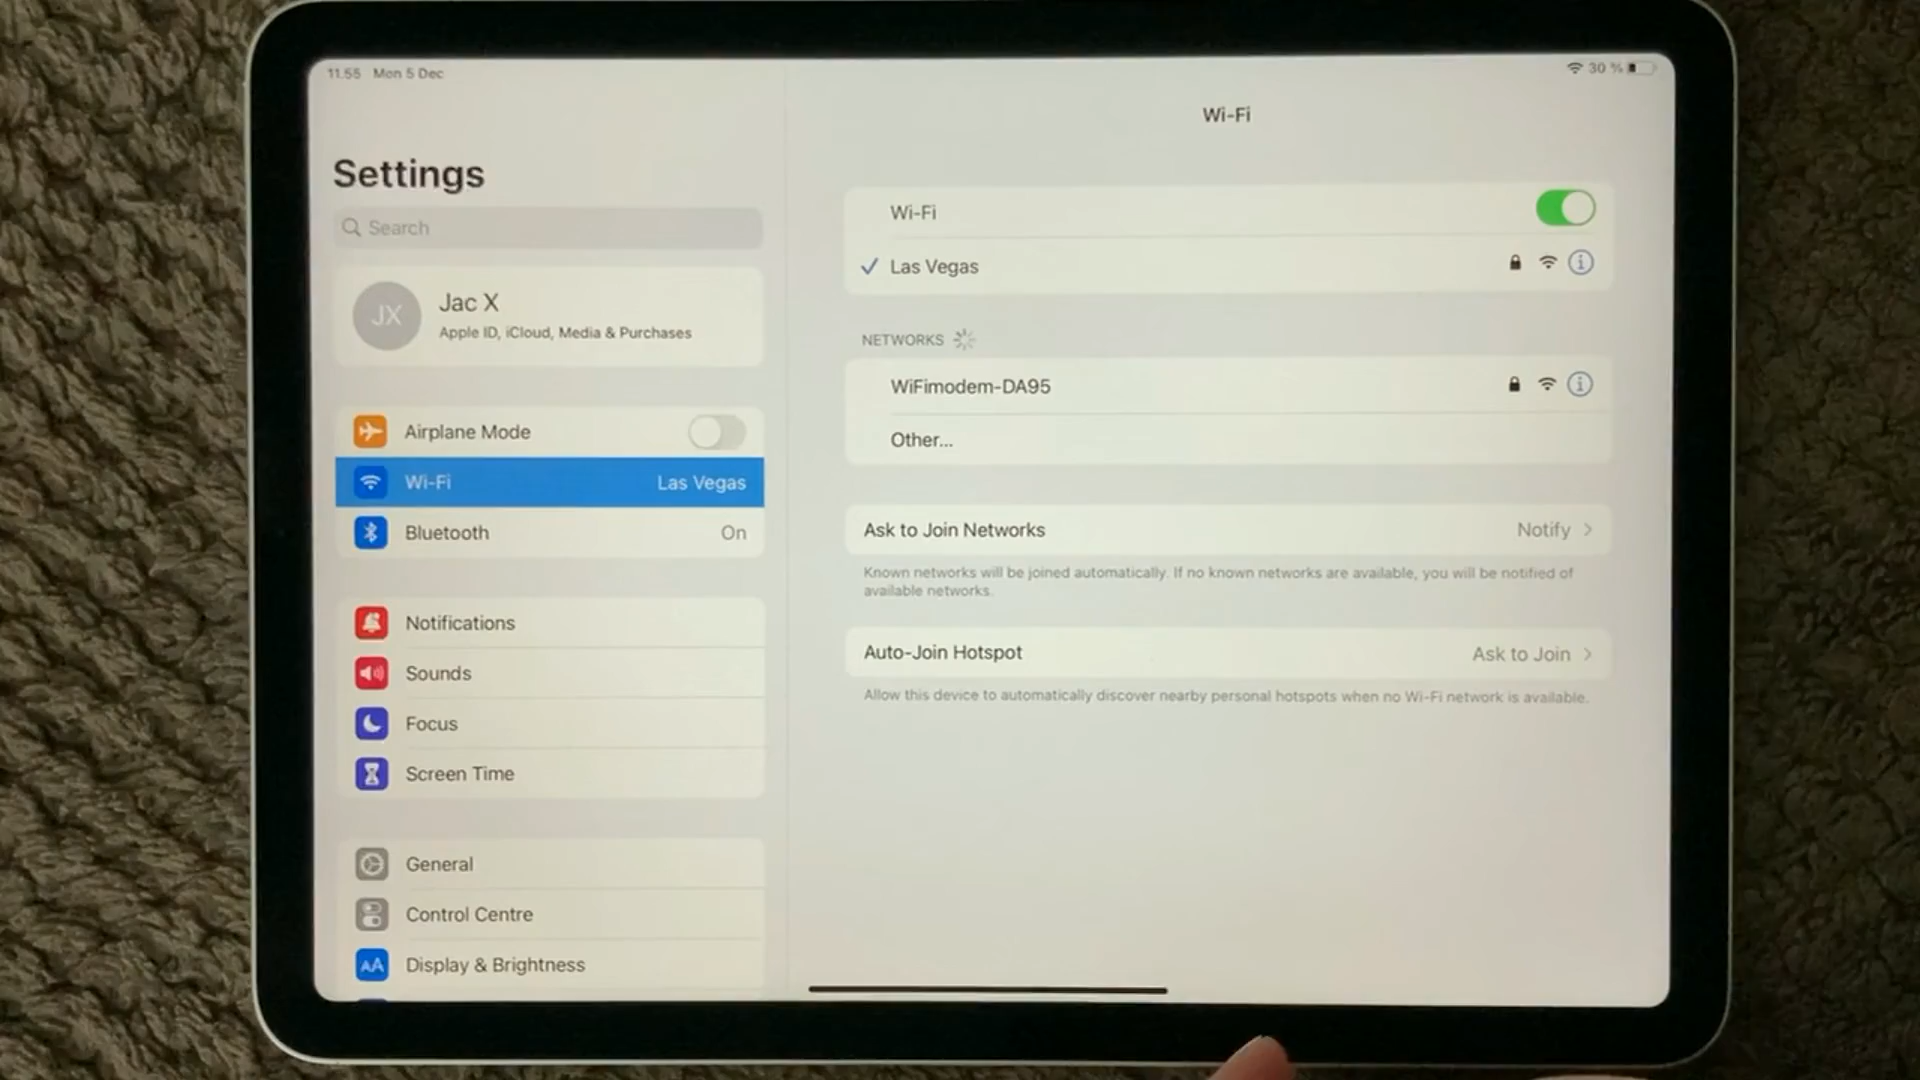 11.55 Mon 5 Dec
30 %
Settings
Search
JX
Jac X
Apple ID, iCloud, Media & Purchases
Airplane Mode
Wi-Fi Las Vegas
Bluetooth On
Notifications
Sounds
Focus
Screen Time
General
Control Centre
AA Display & Brightness
Wi-Fi
Wi-Fi
Las Vegas
NETWORKS
WiFimodem-DA95
Other...
Ask to Join Networks Notify
Known networks will be joined automatically. If no known networks are available, you will be notified of
available networks.
Auto-Join Hotspot Ask to Join
Allow this device to automatically discover nearby personal hotspots when no Wi-Fi network is available.